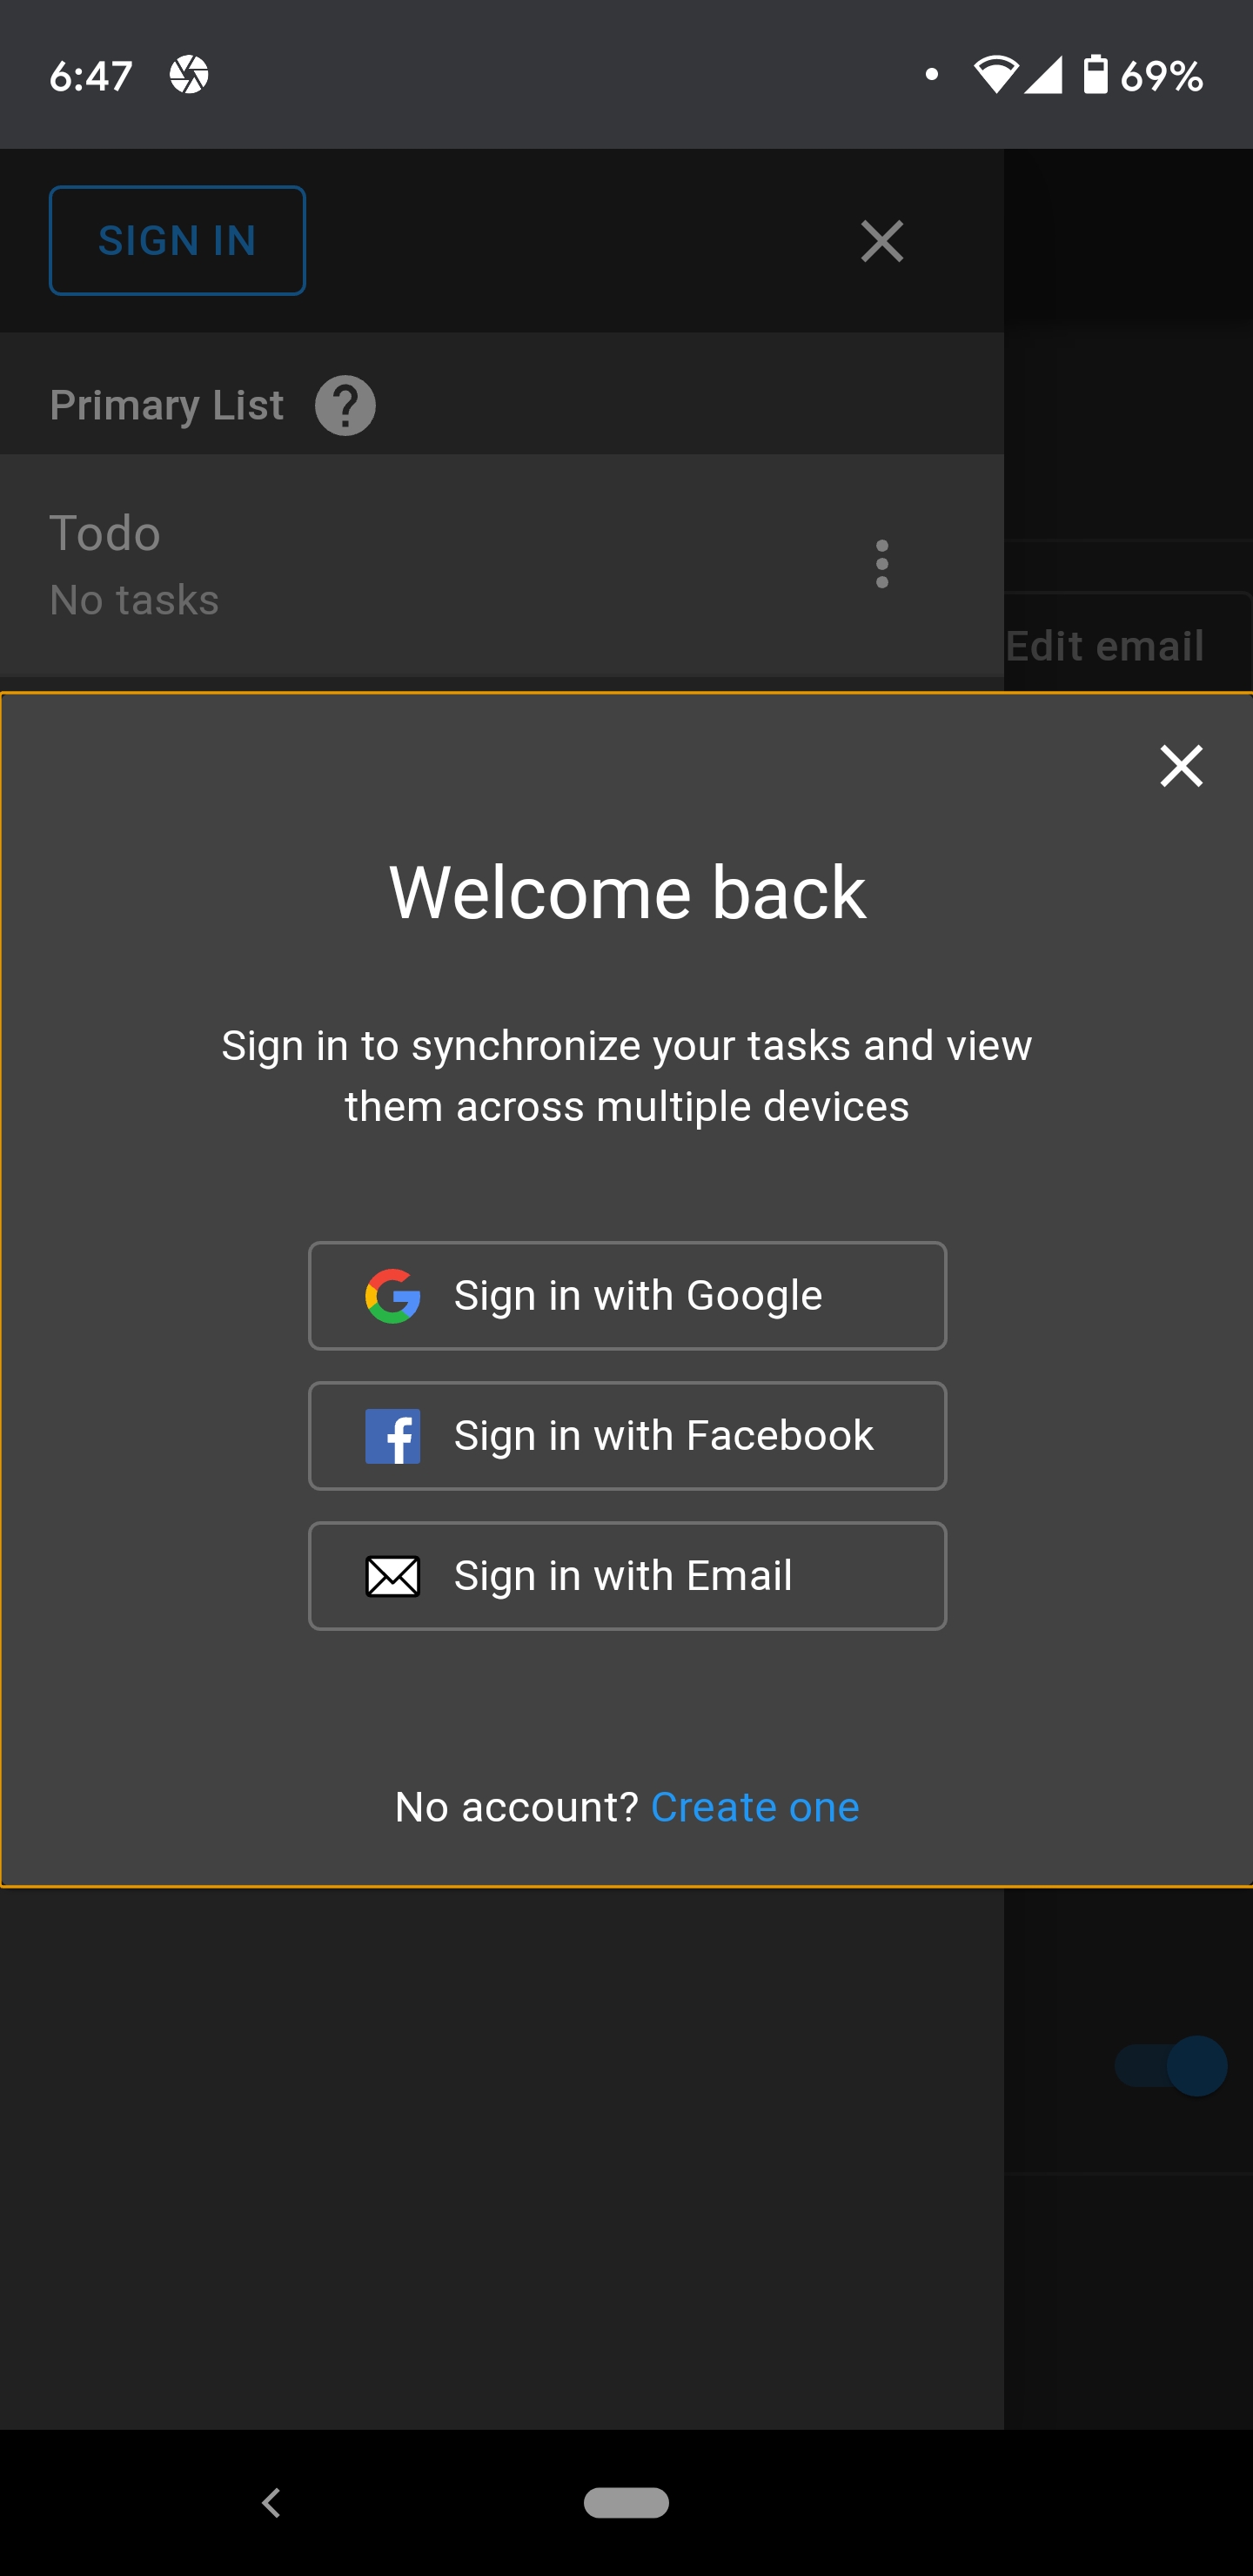 6:47
69%
SIGN IN
Primary List
Todo
No tasks
Edit email
Welcome back
Sign in to synchronize your tasks and view
them across multiple devices
Sign in with Google
Sign in with Facebook
Sign in with Email
No account? Create one